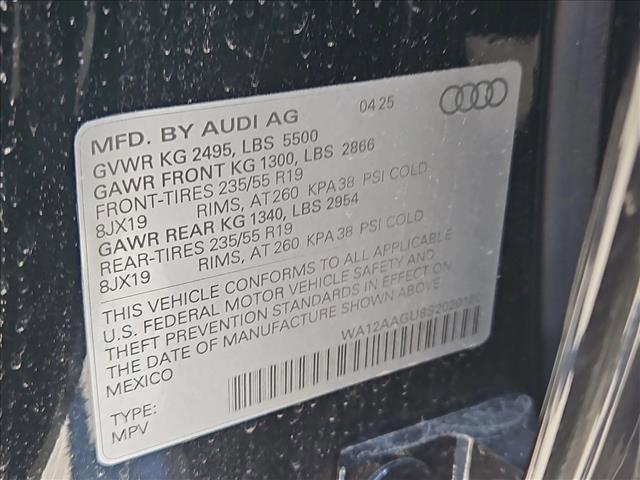 MFD. BY AUDI AG 04 25
GVWR KG 2495, LBS 5500
GAWR FRONT KG 1300, LBS 2866
FRONT-TIRES 235/55 R19
8JX19 RIMS, AT 260 KPA 38 PSI COLD
GAWR REAR KG 1340, LBS 2954
REAR-TIRES 235/55 R19
8JX19 RIMS, AT 260 KPA 38 PSI COLD
THIS VEHICLE CONFORMS TO ALL APPLICABLE
U.S. FEDERAL MOTOR VEHICLE SAFETY AND
THEFT PREVENTION STANDARDS IN EFFECT ON
THE DATE OF MANUFACTURE SHOWN ABOVE
MEXICO
TYPE:
MPV